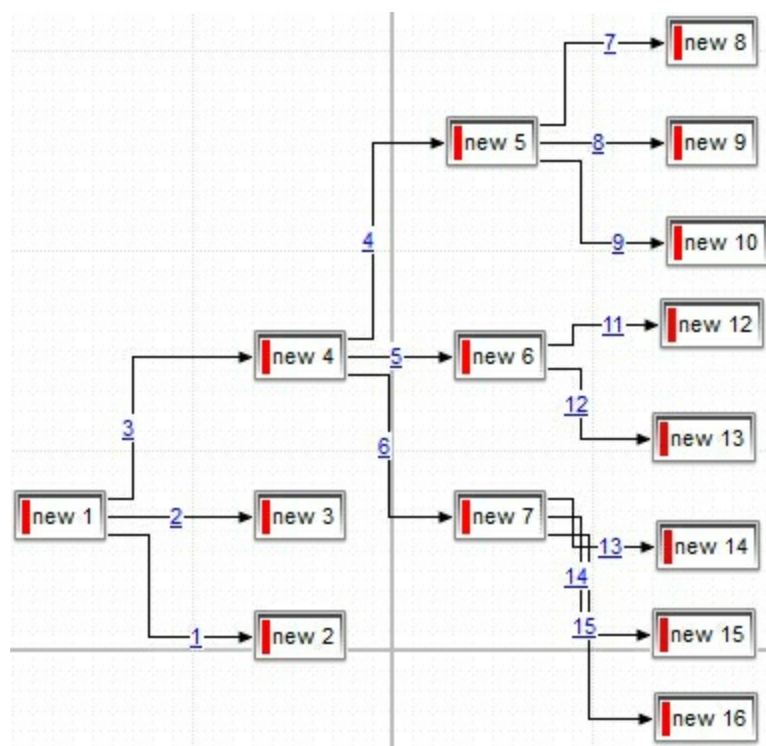 7
new 8
new 5
8
new 9
4
9
new 10
11
new 12
new 4
5
new 6
12
3
6
new 13
new 1
2
new 3
new 7
13
new 14
14
1
new 2
15
new 15
new 16